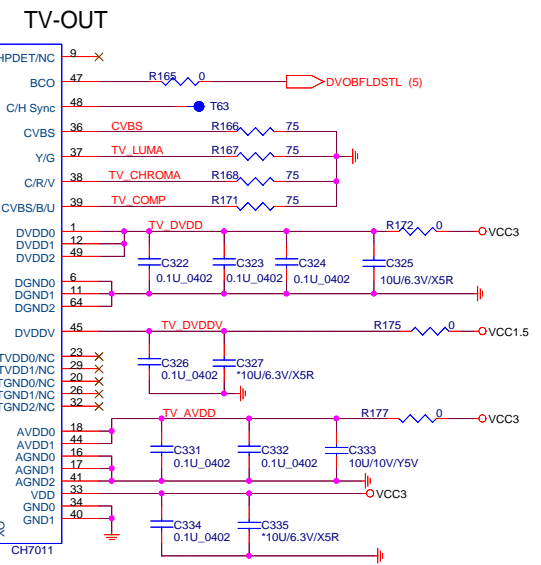 TV-OUT
HPDET/NC 9
BCO 47 R165 0 DVOBFLDSTL (5)
C/H Sync 48 T63
CVBS 36 CVBS R166 75
Y/G 37 TV_LUMA R167 75
C/R/V 38 TV_CHROMA R168 75
CVBS/B/U 39 TV_COMP R171 75
DVDD0 1 TV_DVDD R172 0 VCC3
DVDD1 12
DVDD2 49
C322 C323 C324 C325
0.1U_0402 0.1U_0402 0.1U_0402 10U/6.3V/X5R
DGND0 6
DGND1 11
DGND2 64
DVDDV 45 TV_DVDDV R175 0 VCC1.5
TVDD0/NC 23
TVDD1/NC 29
TGND0/NC 20
TGND1/NC 26
TGND2/NC 32
C326 C327
0.1U_0402 *10U/6.3V/X5R
AVDD0 18 TV_AVDD R177 0 VCC3
AVDD1 44
AGND0 16
AGND1 17
AGND2 41
C331 C332 C333
0.1U_0402 0.1U_0402 10U/10V/Y5V
VDD 33 VCC3
GND0 34
GND1 40
C334 C335
0.1U_0402 *10U/6.3V/X5R
CH7011